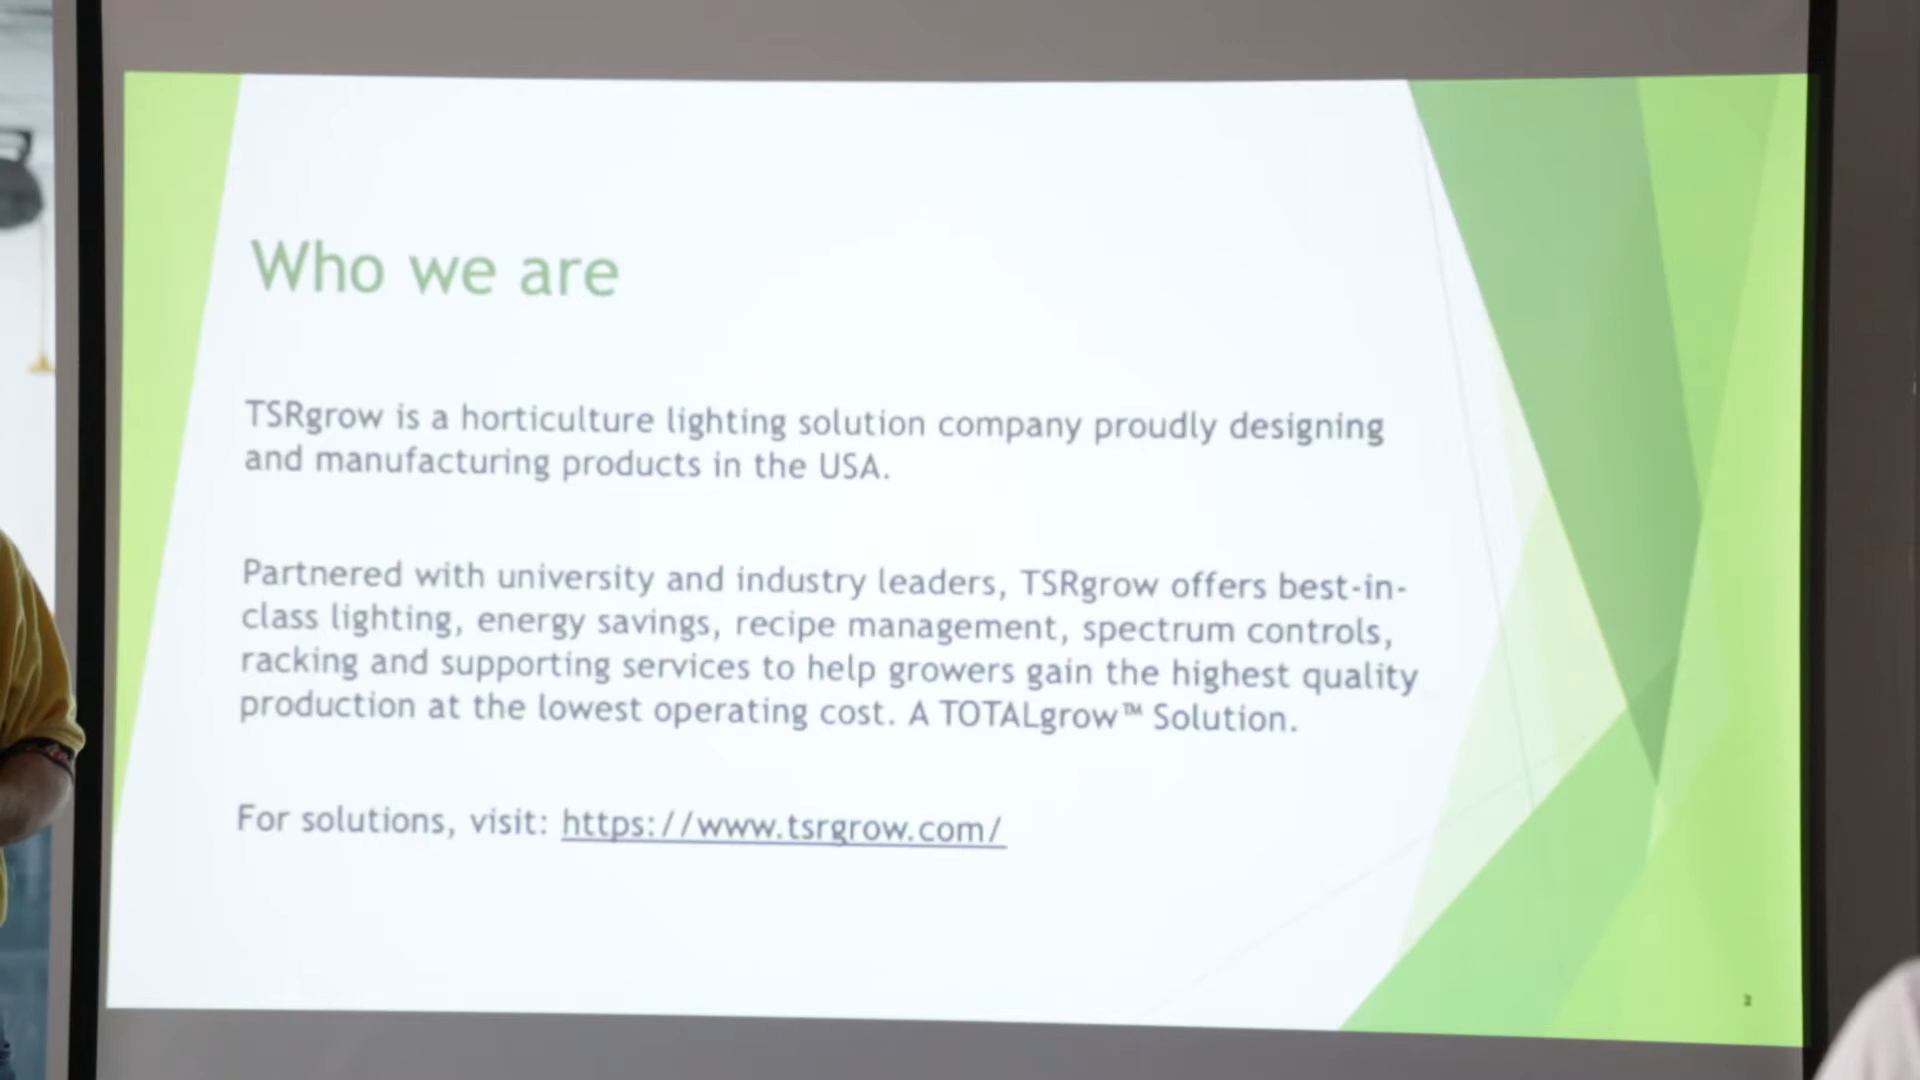 Who we are
TSRgrow is a horticulture lighting solution company proudly designing
and manufacturing products in the USA.
Partnered with university and industry leaders, TSRgrow offers best-in-
class lighting, energy savings, recipe management, spectrum controls,
racking and supporting services to help growers gain the highest quality
production at the lowest operating cost. A TOTALgrow™ Solution.
For solutions, visit: https://www.tsrgrow.com/
2